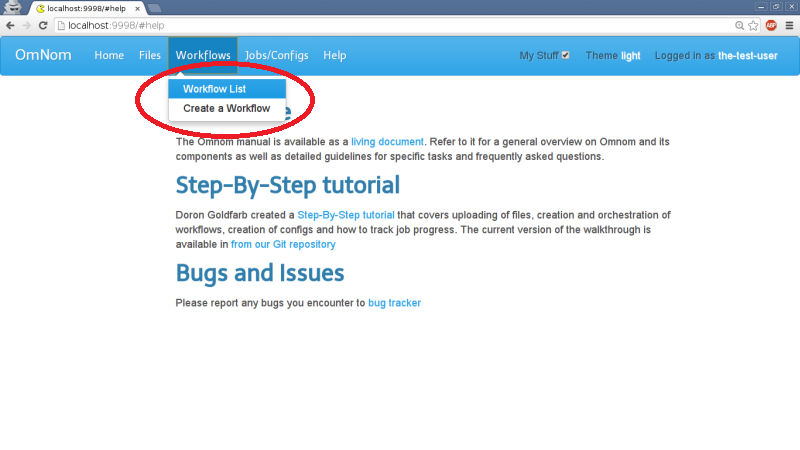 localhost:9998/#help
localhost:9998/#help
ABP
OmNom Home Files Workflows Jobs/Configs Help My Stuff Theme light Logged in as the-test-user
Workflow List
Create a Workflow
The Omnom manual is available as a living document. Refer to it for a general overview on Omnom and its
components as well as detailed guidelines for specific tasks and frequently asked questions.
Step-By-Step tutorial
Doron Goldfarb created a Step-By-Step tutorial that covers uploading of files, creation and orchestration of
workflows, creation of configs and how to track job progress. The current version of the walkthrough is
available in from our Git repository
Bugs and Issues
Please report any bugs you encounter to bug tracker